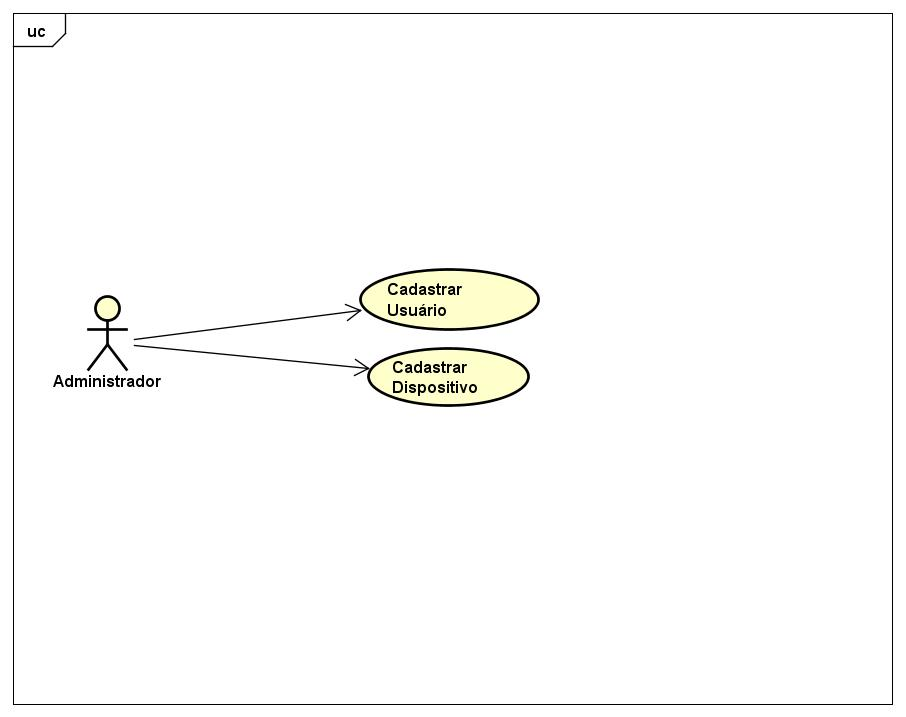 uc
Cadastrar
Usuário
Administrador
Cadastrar
Dispositivo